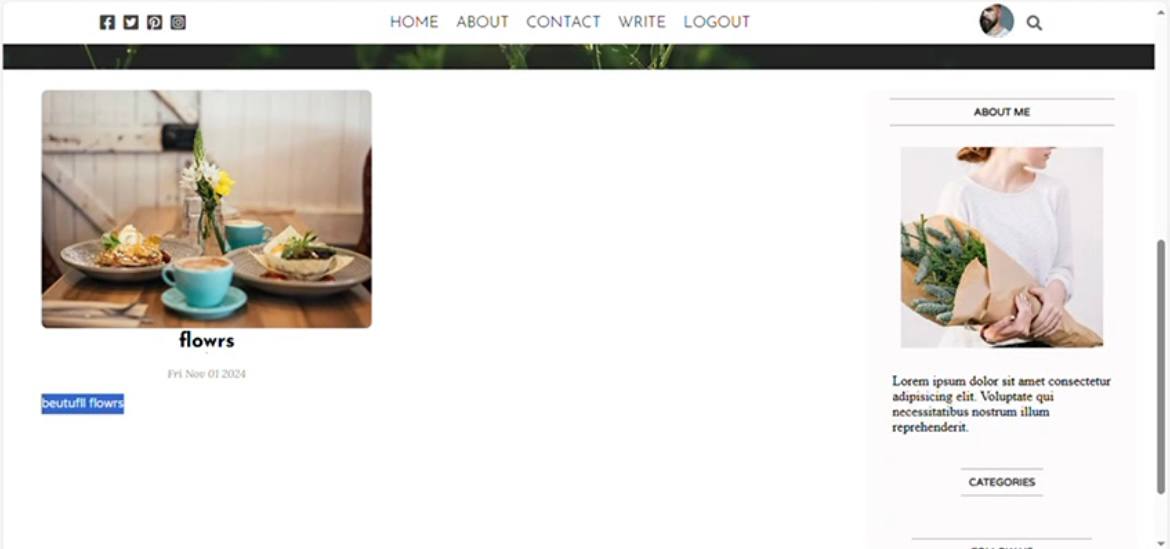 HOME ABOUT CONTACT WRITE LOGOUT
flowrs
Fri Nov 01 2024
beutufll flowrs
ABOUT ME
Lorem ipsum dolor sit amet consectetur
adipisicing elit. Voluptate qui
necessitatibus nostrum illum
reprehenderit.
CATEGORIES